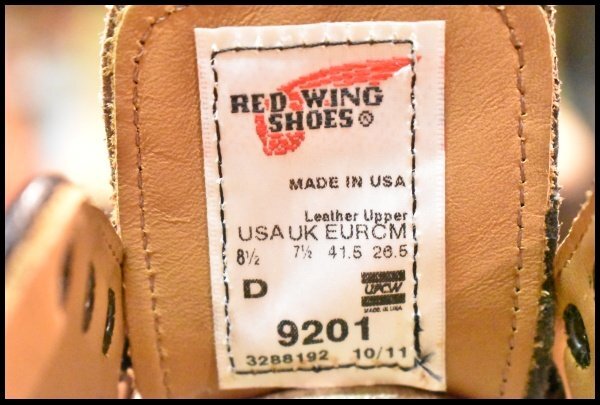 RED WING
SHOES®
MADE IN USA
Leather Upper
USA UK EUR CM
8½ 7½ 41.5 26.5
D
UFCW
MADE IN USA
9201
3288192 10/11